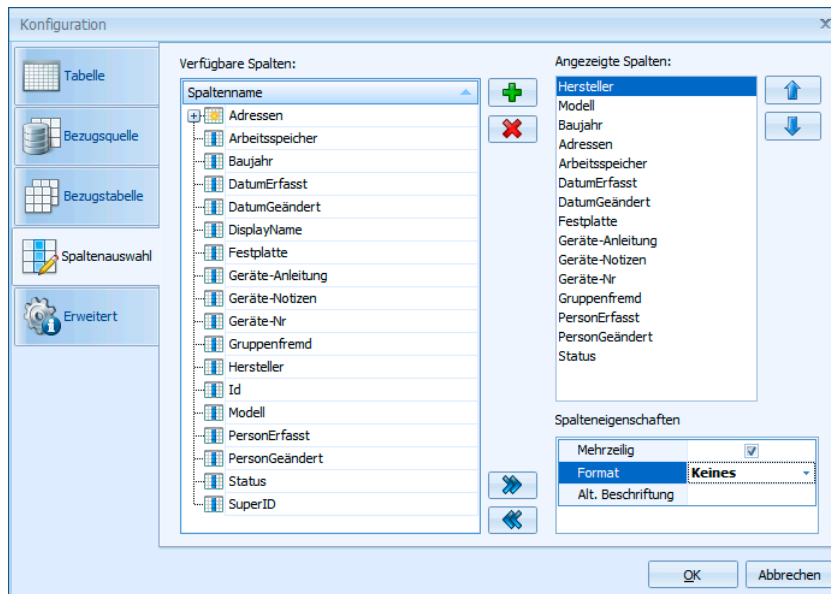 Konfiguration
x
Tabelle
Bezugsquelle
Bezugstabelle
Spaltenauswahl
Erweitert
Verfügbare Spalten:
Spaltenname
Adressen
Arbeitsspeicher
Baujahr
DatumErfasst
DatumGeändert
DisplayName
Festplatte
Geräte-Anleitung
Geräte-Notizen
Geräte-Nr
Gruppenfremd
Hersteller
Id
Modell
PersonErfasst
PersonGeändert
Status
SuperID
Angezeigte Spalten:
Hersteller
Modell
Baujahr
Adressen
Arbeitsspeicher
DatumErfasst
DatumGeändert
Festplatte
Geräte-Anleitung
Geräte-Notizen
Geräte-Nr
Gruppenfremd
PersonErfasst
PersonGeändert
Status
Spalteneigenschaften
Mehrzeilig
Format Keines
Alt. Beschriftung
OK Abbrechen